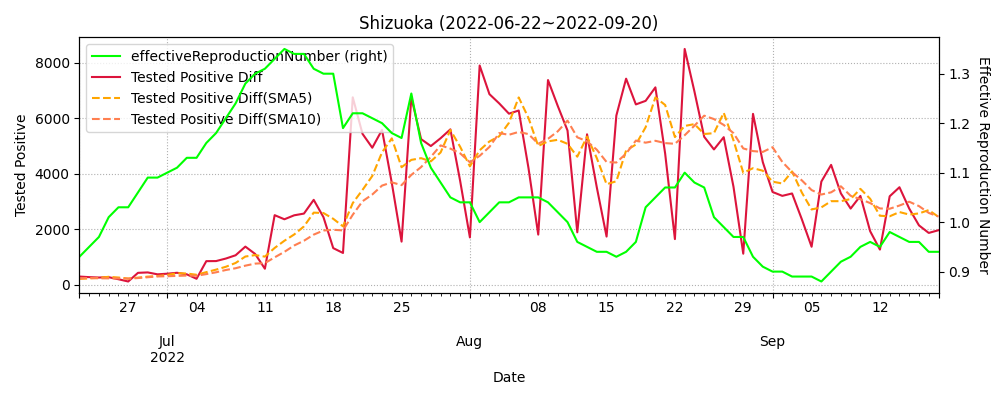 Shizuoka (2022-06-22~2022-09-20)
effectiveReproductionNumber (right)
Tested Positive Diff
Tested Positive Diff(SMA5)
Tested Positive Diff(SMA10)
Tested Positive
8000
6000
4000
2000
0
Effective Reproduction Number
1.3
1.2
1.1
1.0
0.9
27 04 11 18 25 08 15 22 29 05 12
Jul Aug Sep
2022
Date